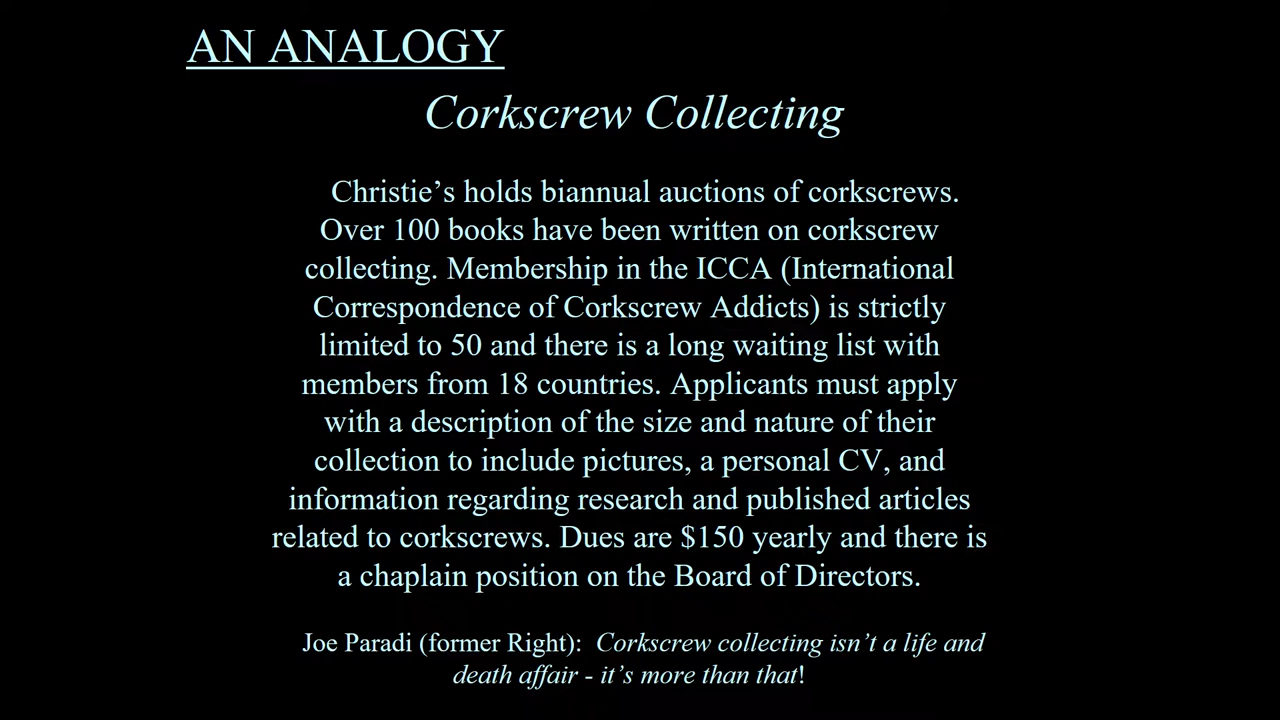 AN ANALOGY
Corkscrew Collecting
Christie’s holds biannual auctions of corkscrews.
Over 100 books have been written on corkscrew
collecting. Membership in the ICCA (International
Correspondence of Corkscrew Addicts) is strictly
limited to 50 and there is a long waiting list with
members from 18 countries. Applicants must apply
with a description of the size and nature of their
collection to include pictures, a personal CV, and
information regarding research and published articles
related to corkscrews. Dues are $150 yearly and there is
a chaplain position on the Board of Directors.
Joe Paradi (former Right): Corkscrew collecting isn’t a life and
death affair - it’s more than that!